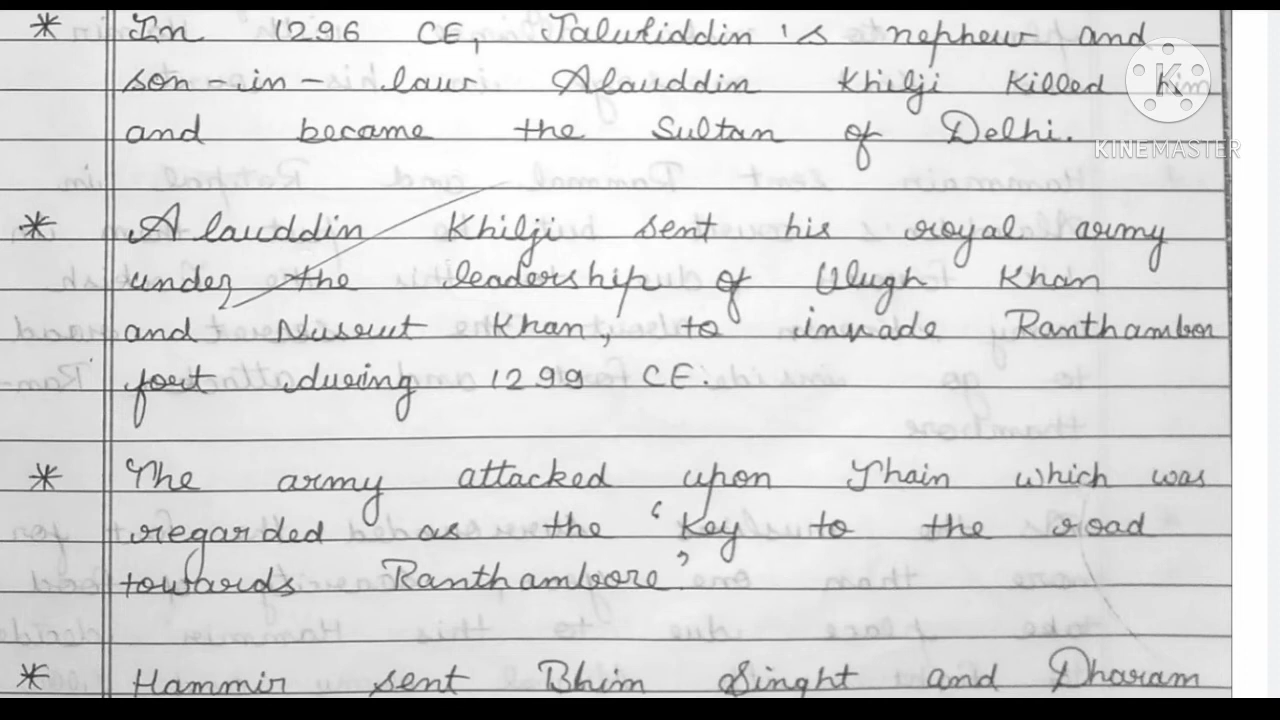 * In 1296 CE, Jalutiddin's nephew and
son-in-law Alauddin Khilji killed him
and became the Sultan of Delhi.
* Alauddin Khilji sent his royal army
under the leadership of Ulugh Khan
and Nusrut Khan, to invade Ranthambor
fort during 1299 CE.
* The army attacked upon Jhain which was
regarded as the 'Key to the road
towards Ranthambore'
* Hammir sent Bhim Singht and Dharam
KINEMASTER